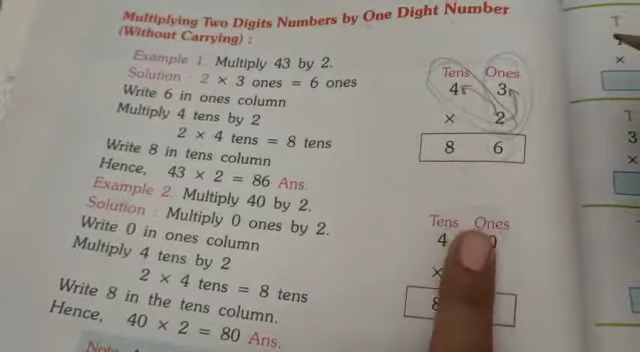 Multiplying Two Digits Numbers by One Dight Number
(Without Carrying) :
Example 1. Multiply 43 by 2.
Solution : 2 × 3 ones = 6 ones
Write 6 in ones column
Multiply 4 tens by 2
2 × 4 tens = 8 tens
Write 8 in tens column
Hence, 43 × 2 = 86 Ans.
Tens Ones
4 3
× 2
8 6
Example 2. Multiply 40 by 2.
Solution : Multiply 0 ones by 2.
Write 0 in ones column
Multiply 4 tens by 2
2 × 4 tens = 8 tens
Write 8 in the tens column.
Hence, 40 × 2 = 80 Ans.
Tens Ones
4 0
×
8
T
×
T
3
×